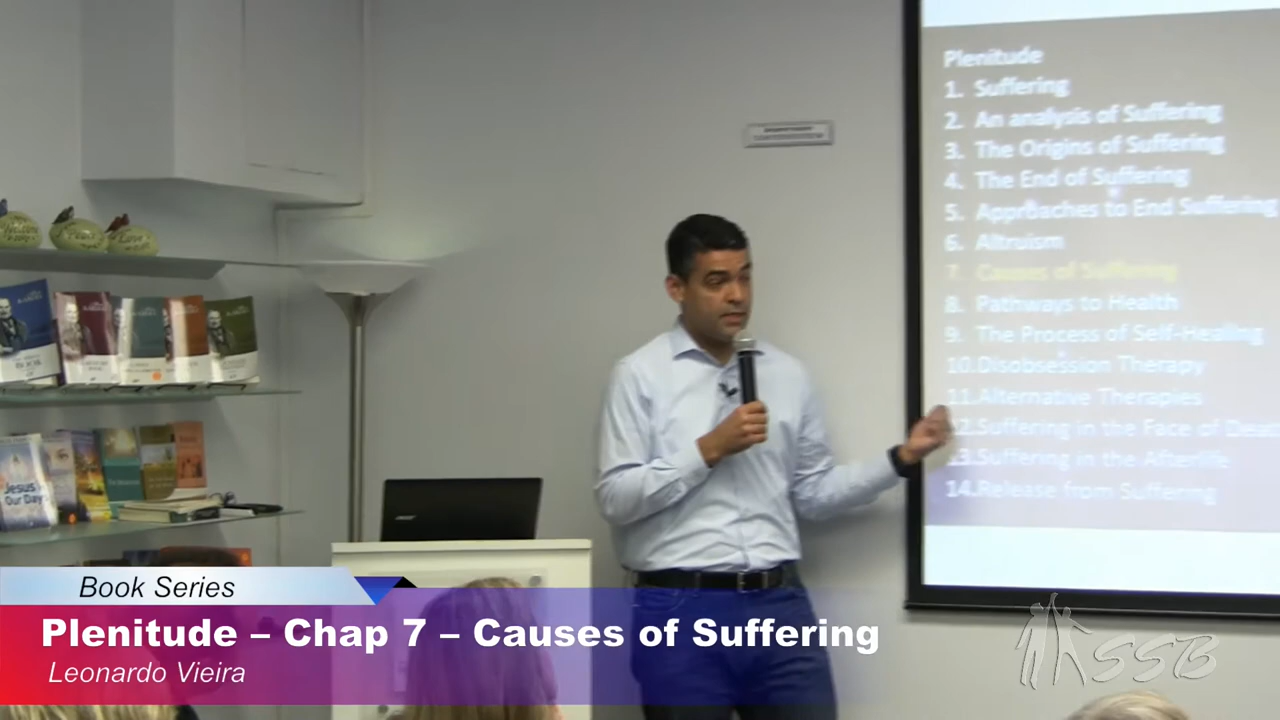 Plenitude
1. Suffering
2. An analysis of Suffering
3. The Origins of Suffering
4. The End of Suffering
5. Approaches to End Suffering
6. Altruism
7. Causes of Suffering
8. Pathways to Health
9. The Process of Self-Healing
10.Disobsession Therapy
11.Alternative Therapies
12.Suffering in the Face of Death
13.Suffering in the Afterlife
14.Release from Suffering
Jesus
Our Day
Book Series
Plenitude – Chap 7 – Causes of Suffering
Leonardo Vieira
SSB